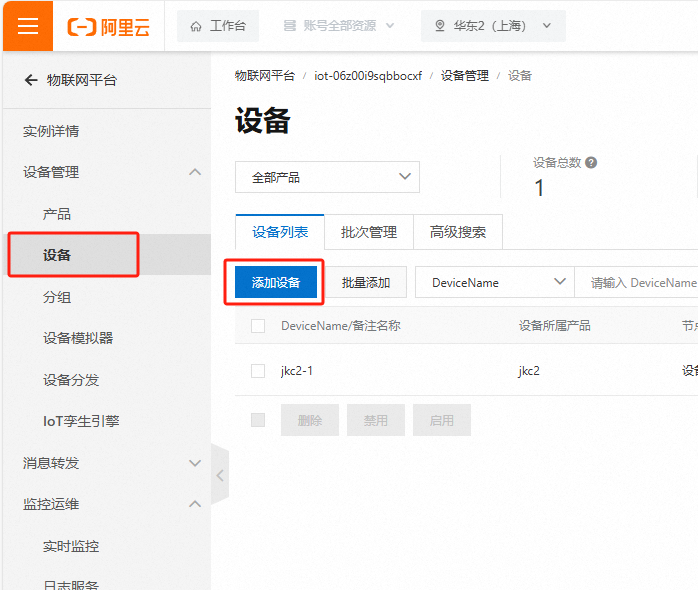 阿里云 工作台 账号全部资源 华东2（上海）
物联网平台
物联网平台 / iot-06z00i9sqbbocxf / 设备管理 / 设备
实例详情
设备管理
产品
设备
分组
设备模拟器
设备分发
IoT孪生引擎
消息转发
监控运维
实时监控
日志服务
设备
全部产品
设备总数
1
设备列表 批次管理 高级搜索
添加设备 批量添加 DeviceName 请输入 DeviceName
DeviceName/备注名称 设备所属产品
jkc2-1 jkc2 设备
删除 禁用 启用